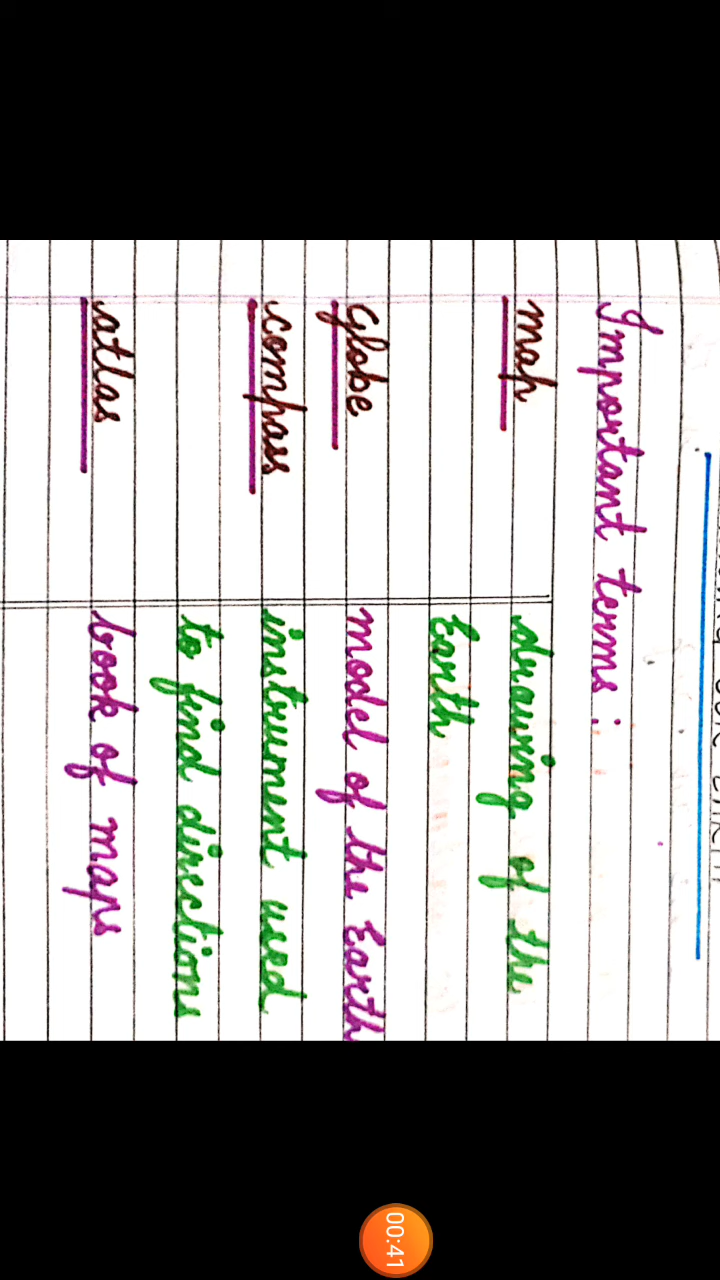 Important terms :
map drawing of the
Earth
Globe model of the Earth
compass instrument used
to find directions
atlas book of maps
00:41